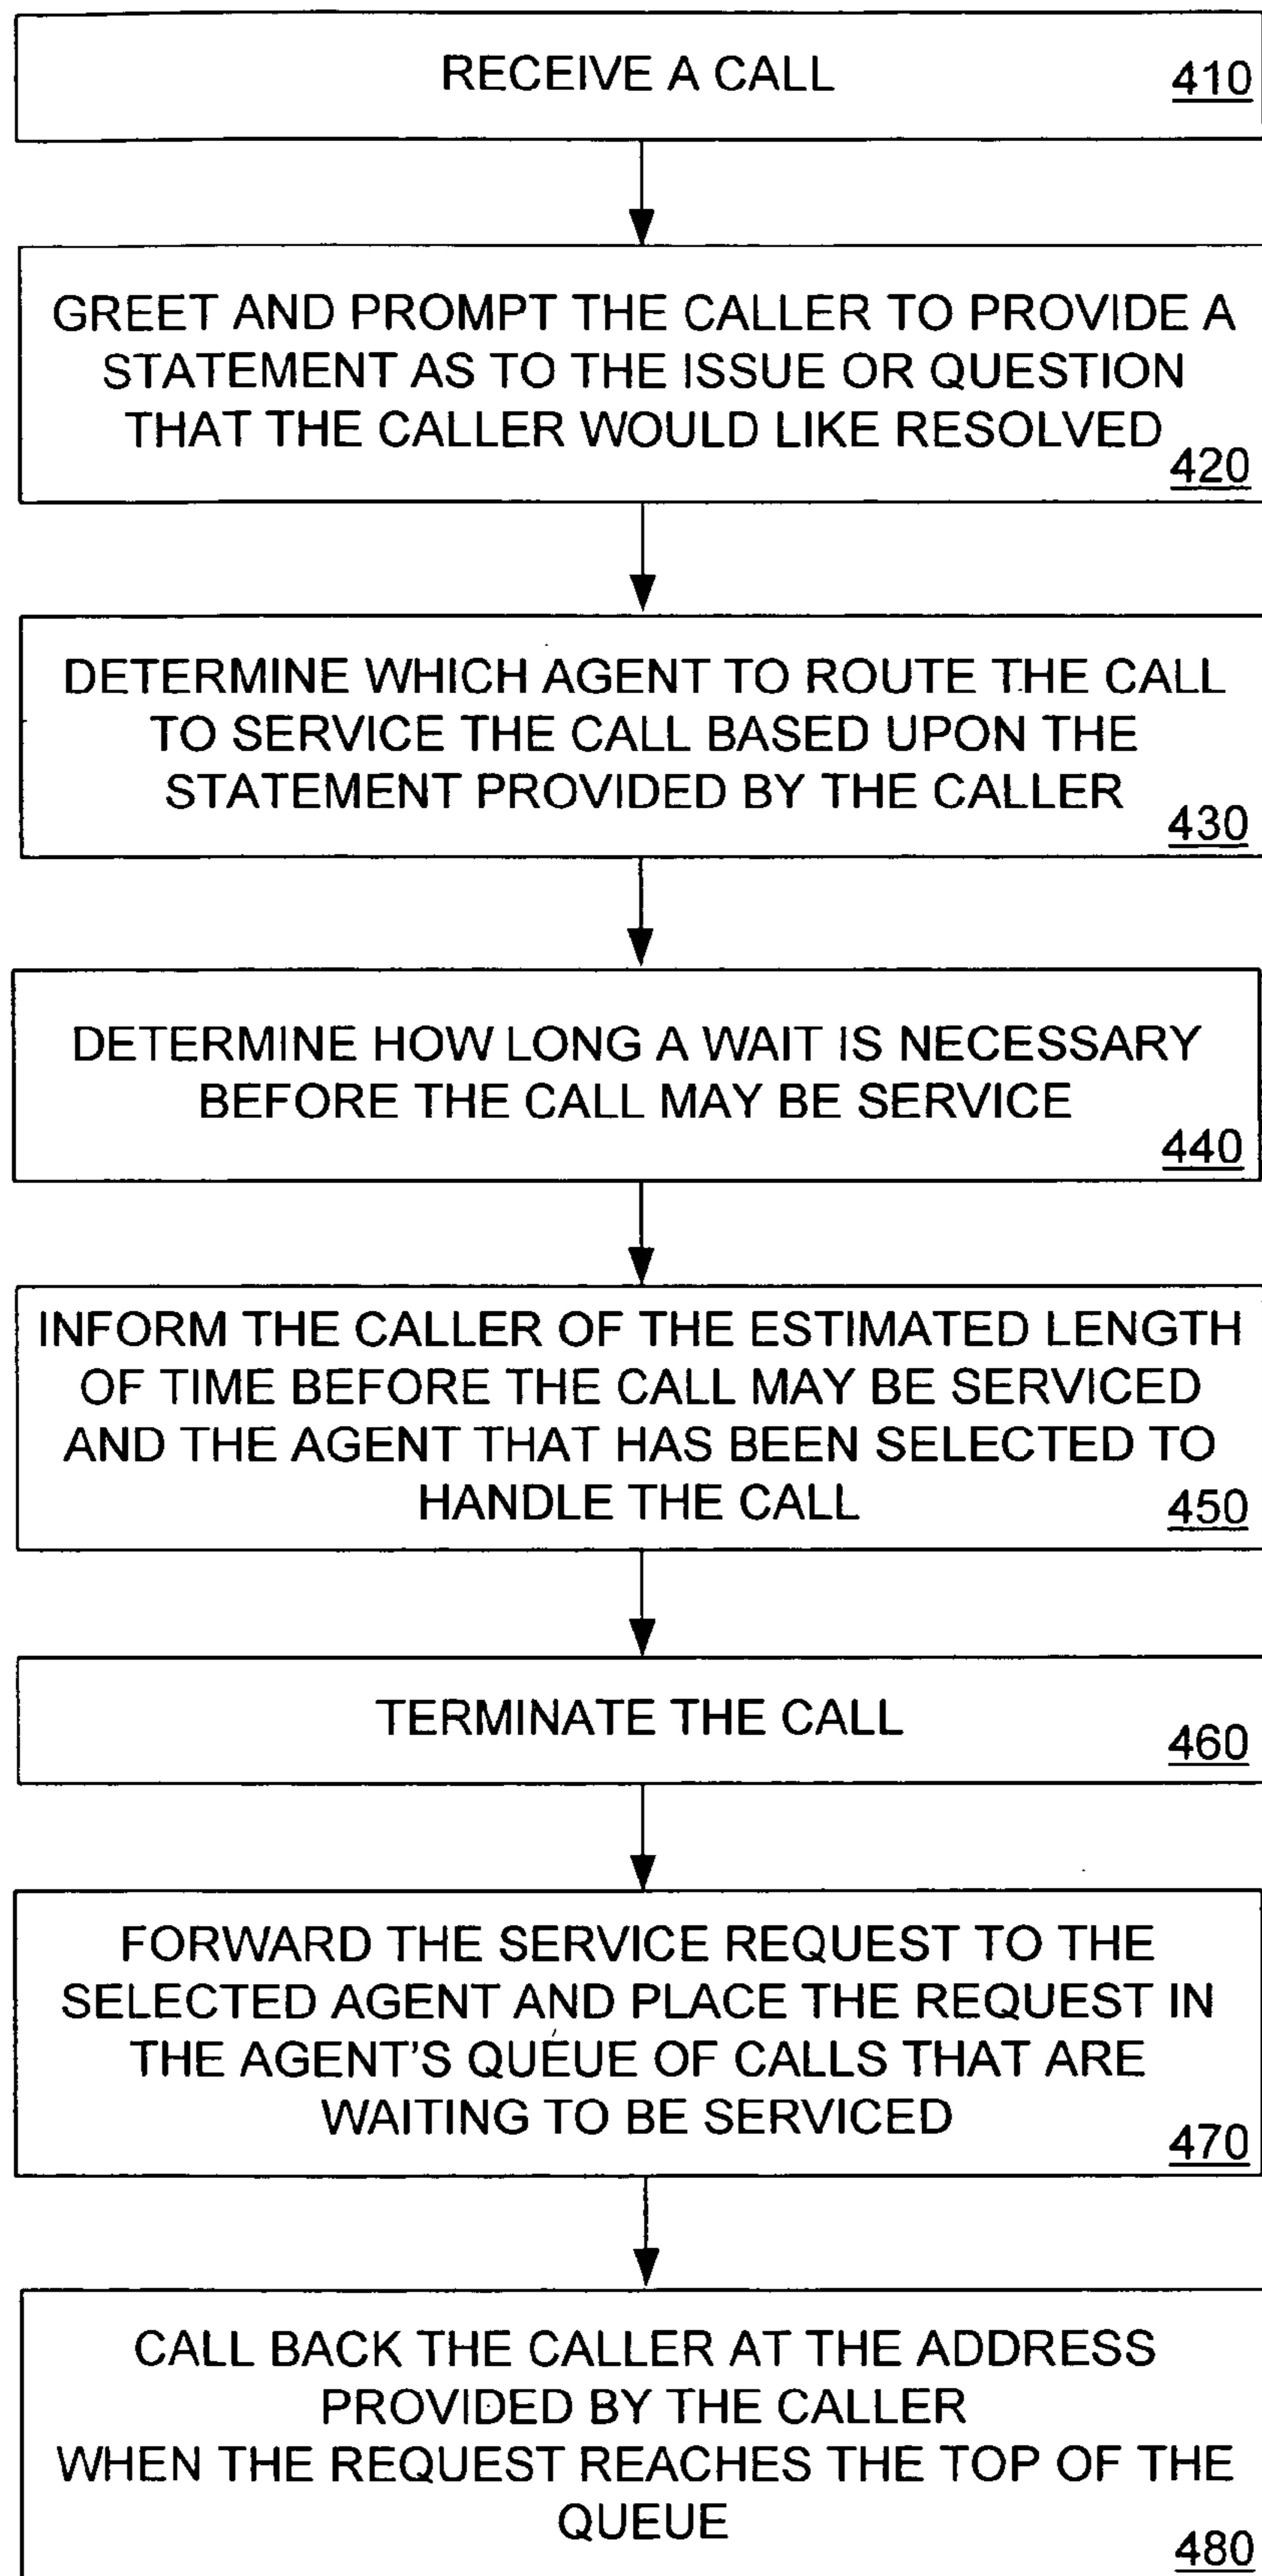 RECEIVE A CALL
410
GREET AND PROMPT THE CALLER TO PROVIDE A
STATEMENT AS TO THE ISSUE OR QUESTION
THAT THE CALLER WOULD LIKE RESOLVED
420
DETERMINE WHICH AGENT TO ROUTE THE CALL
TO SERVICE THE CALL BASED UPON THE
STATEMENT PROVIDED BY THE CALLER
430
DETERMINE HOW LONG A WAIT IS NECESSARY
BEFORE THE CALL MAY BE SERVICE
440
INFORM THE CALLER OF THE ESTIMATED LENGTH
OF TIME BEFORE THE CALL MAY BE SERVICED
AND THE AGENT THAT HAS BEEN SELECTED TO
HANDLE THE CALL
450
TERMINATE THE CALL
460
FORWARD THE SERVICE REQUEST TO THE
SELECTED AGENT AND PLACE THE REQUEST IN
THE AGENT'S QUEUE OF CALLS THAT ARE
WAITING TO BE SERVICED
470
CALL BACK THE CALLER AT THE ADDRESS
PROVIDED BY THE CALLER
WHEN THE REQUEST REACHES THE TOP OF THE
QUEUE
480